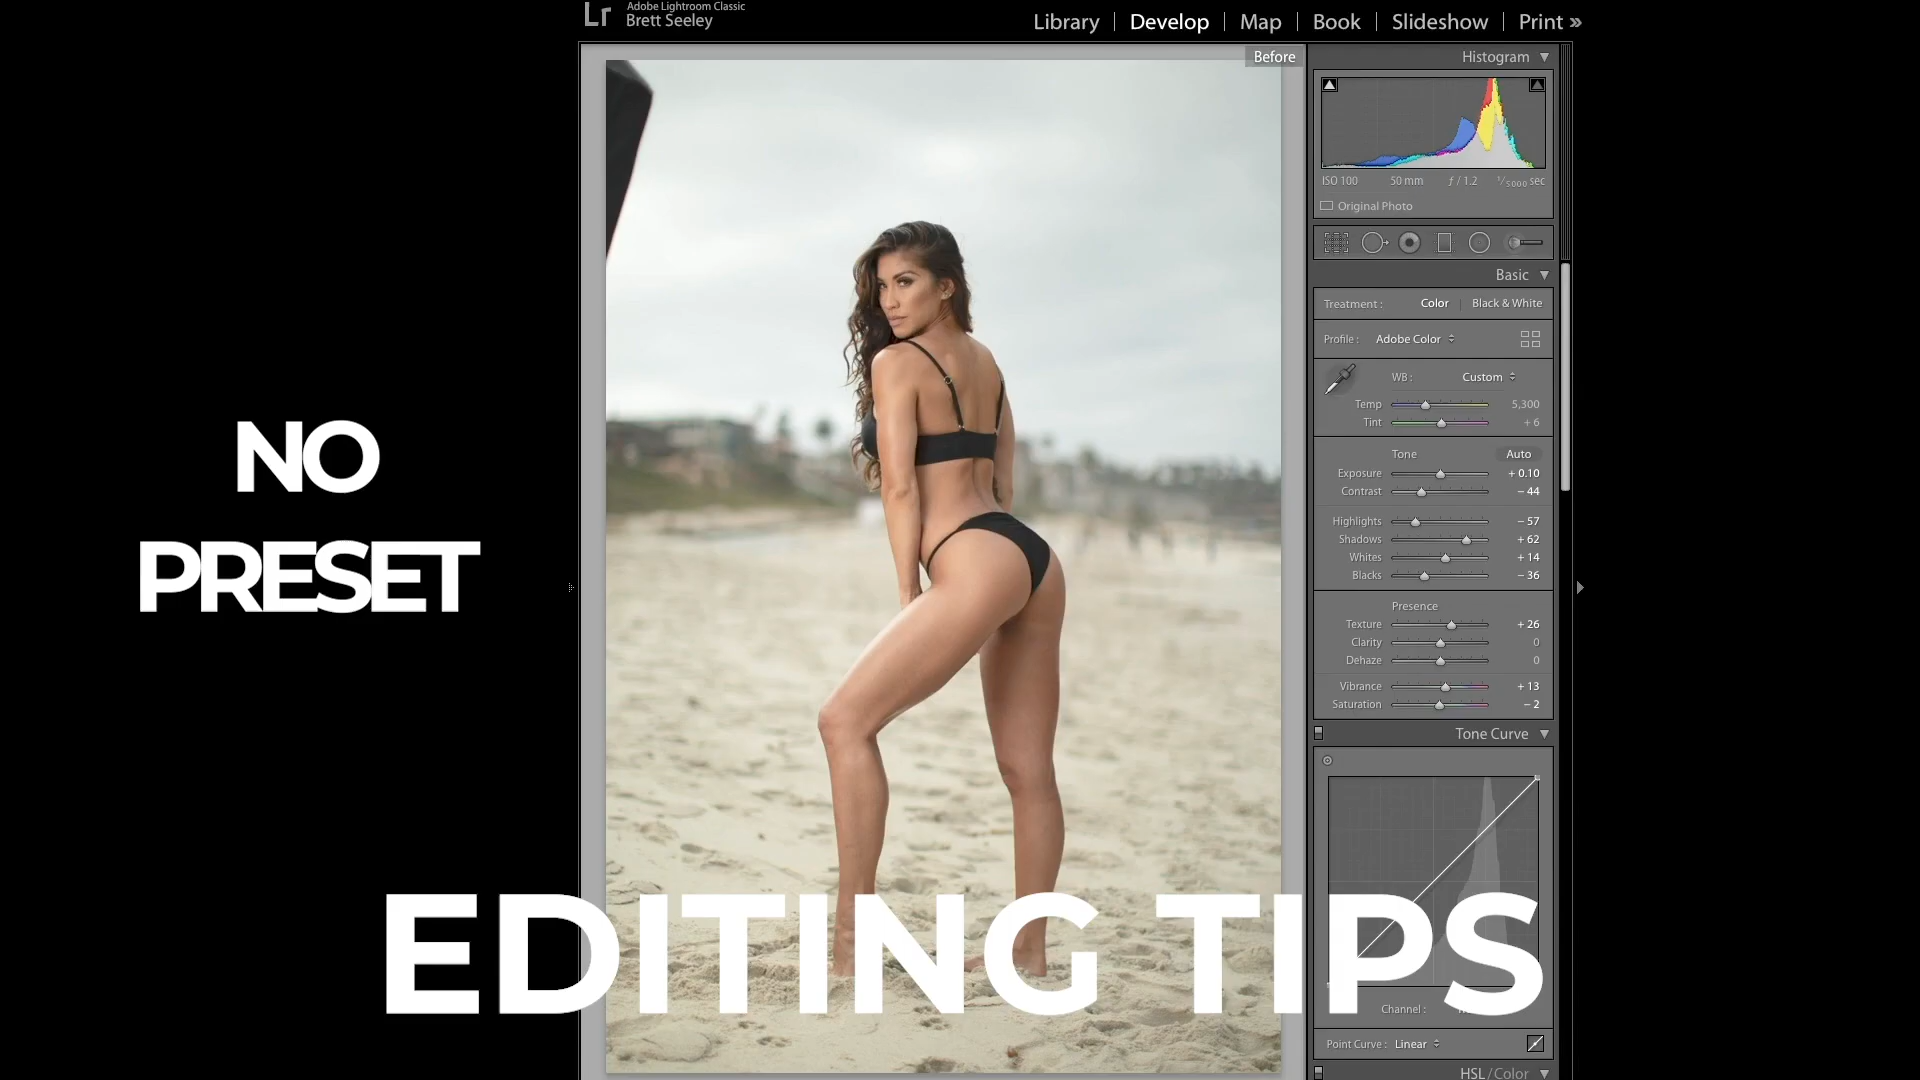 Lr
Adobe Lightroom Classic
Brett Seeley
Library | Develop | Map | Book | Slideshow | Print »
Before
Histogram
ISO 100 50 mm ƒ / 1.2 1/5000 sec
Original Photo
Basic
Treatment : Color Black & White
Profile : Adobe Color
WB : Custom
Temp 5,300
Tint + 6
Tone Auto
Exposure + 0.10
Contrast – 44
Highlights – 57
Shadows + 62
Whites + 14
Blacks – 36
Presence
Texture + 26
Clarity 0
Dehaze 0
Vibrance + 13
Saturation – 2
Tone Curve
Channel :
Point Curve : Linear
HSL / Color
NO
PRESET
EDITING TIPS